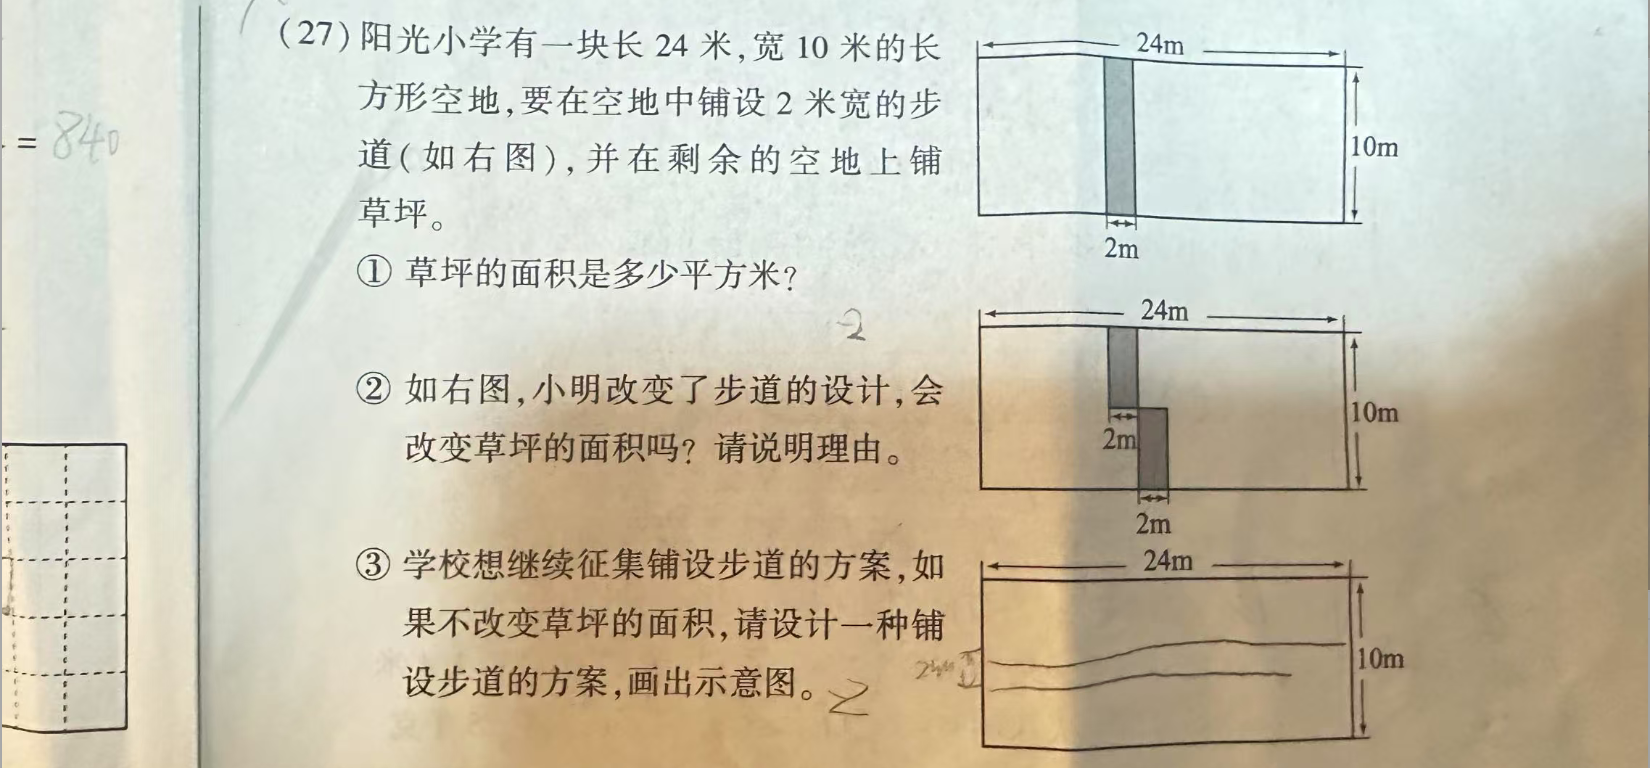 = 840
(27) 阳光小学有一块长 24 米,宽 10 米的长
方形空地,要在空地中铺设 2 米宽的步
道(如右图),并在剩余的空地上铺
草坪。
① 草坪的面积是多少平方米?
24m
10m
2m
-2
② 如右图,小明改变了步道的设计,会
改变草坪的面积吗? 请说明理由。
24m
10m
2m
2m
③ 学校想继续征集铺设步道的方案,如
果不改变草坪的面积,请设计一种铺
设步道的方案,画出示意图。
24m
10m